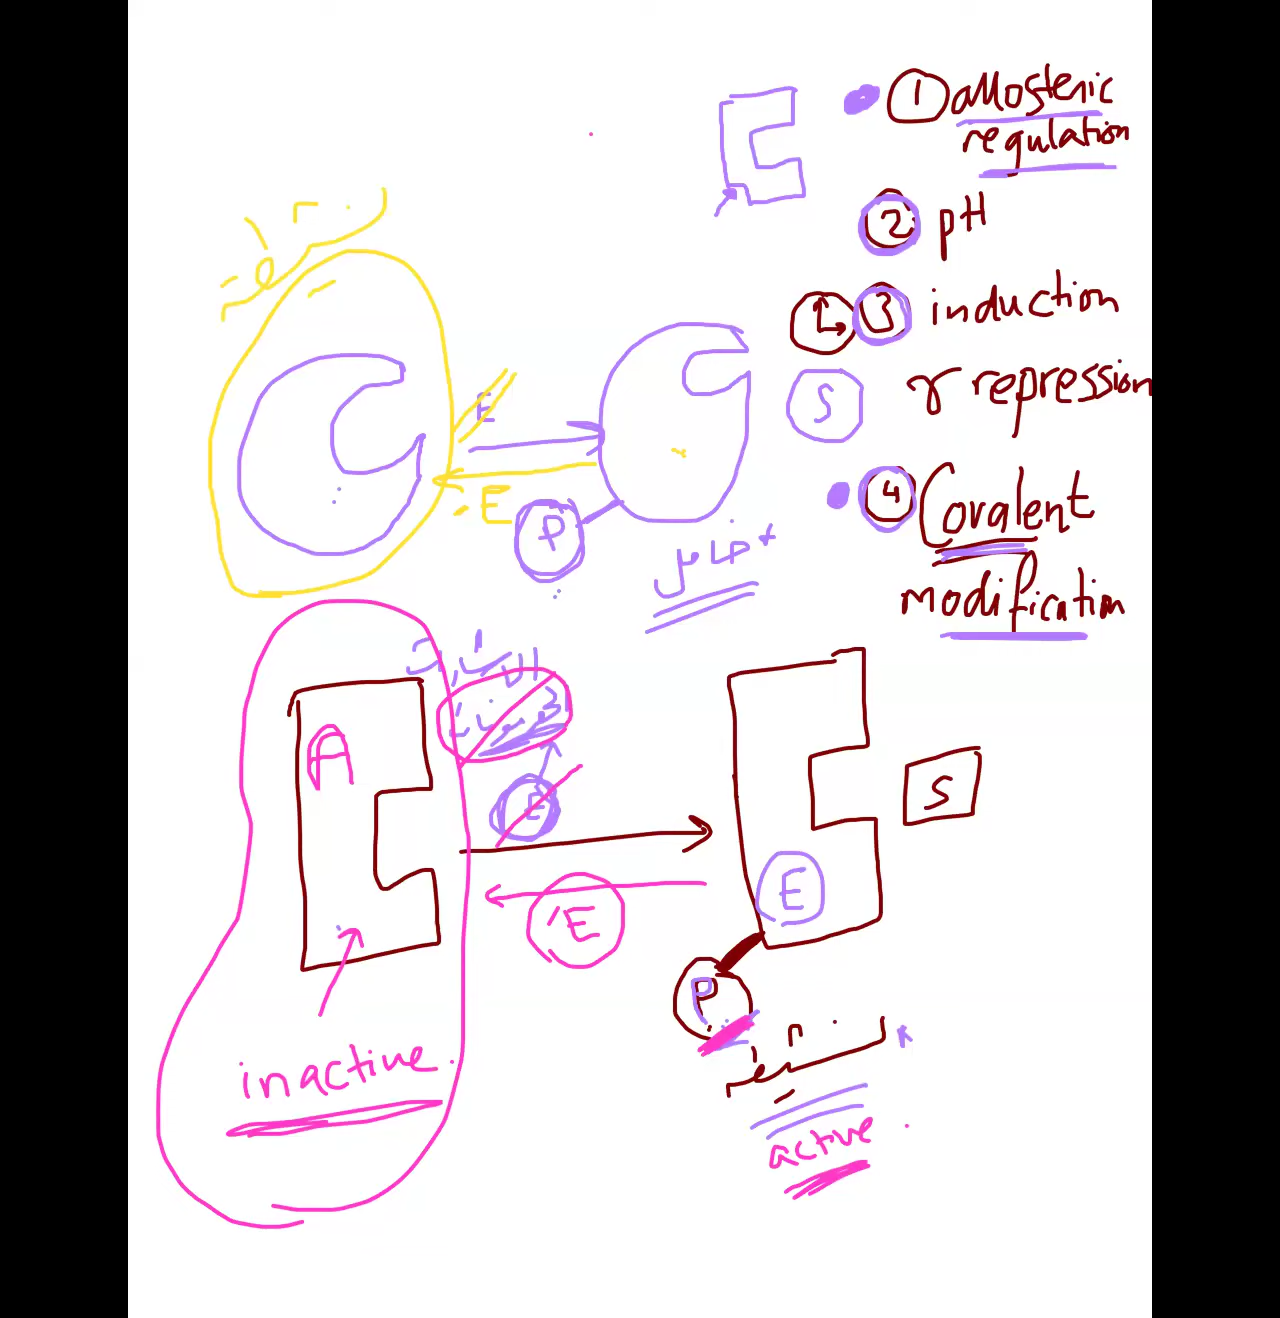 ① allosteric
regulation
② pH
③ induction
repression
S
④ Covalent
modification
E
E
P
A
E
E
inactive
S
E
P
active